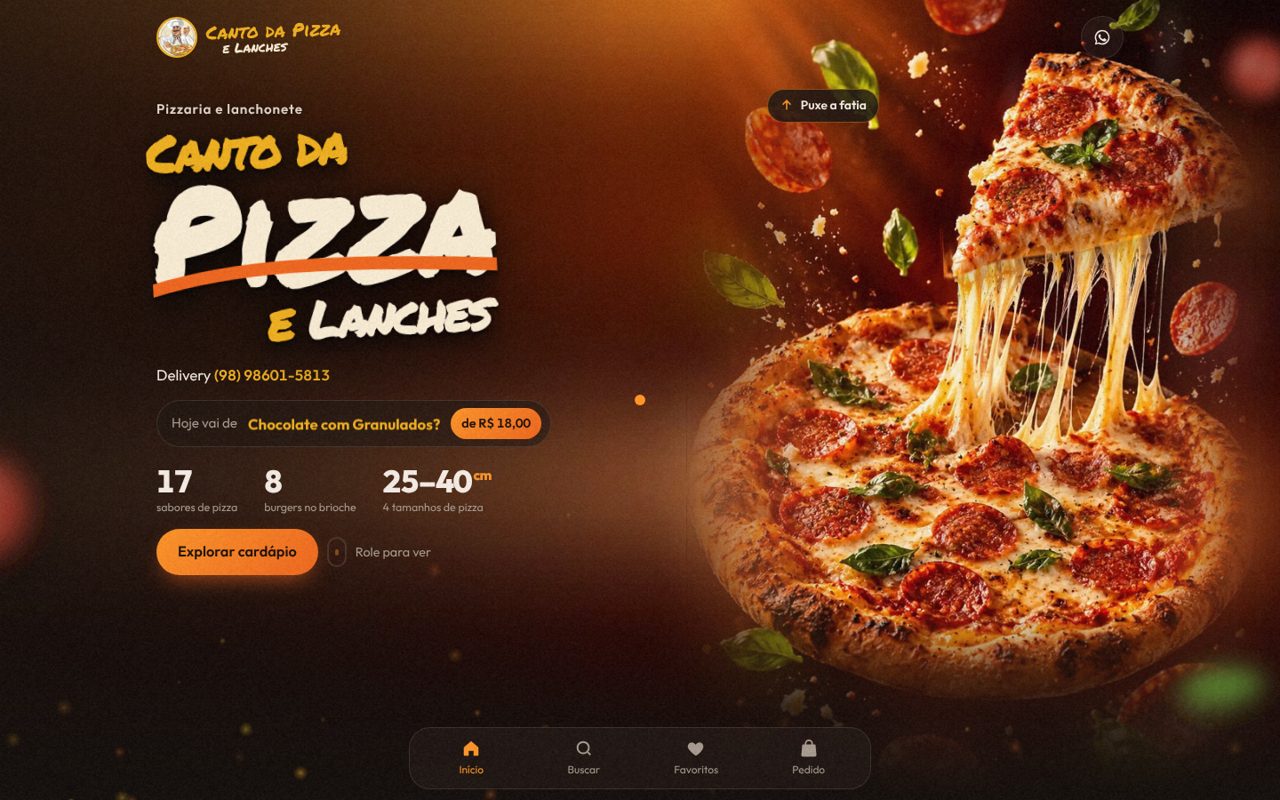 Canto da Pizza
e Lanches
Puxe a fatia
Pizzaria e lanchonete
Canto da
Pizza
e Lanches
Delivery (98) 98601-5813
Hoje vai de Chocolate com Granulados? de R$ 18,00
17 8 25–40 cm
sabores de pizza burgers no brioche 4 tamanhos de pizza
Explorar cardápio Role para ver
Início Buscar Favoritos Pedido